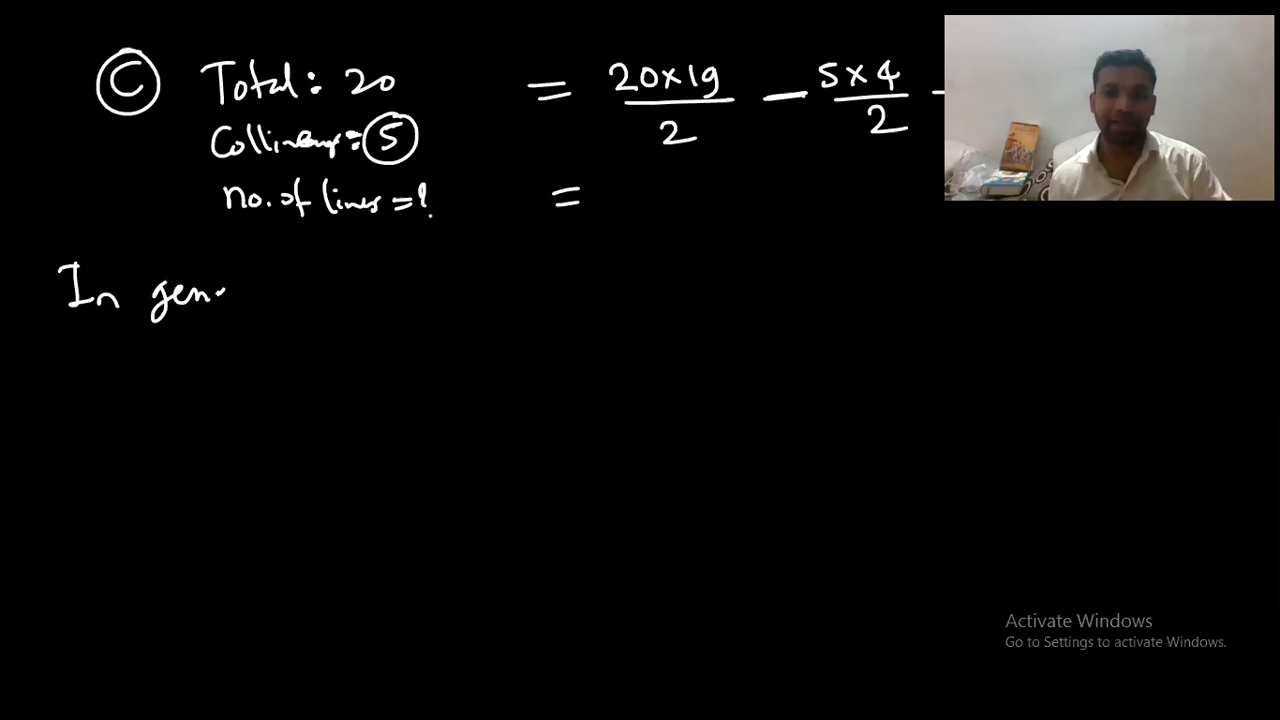 C Total: 20 = 20×19/2 − 5×4/2 -
Collinear = 5
no. of lines = ? =
In gen.
Activate Windows
Go to Settings to activate Windows.